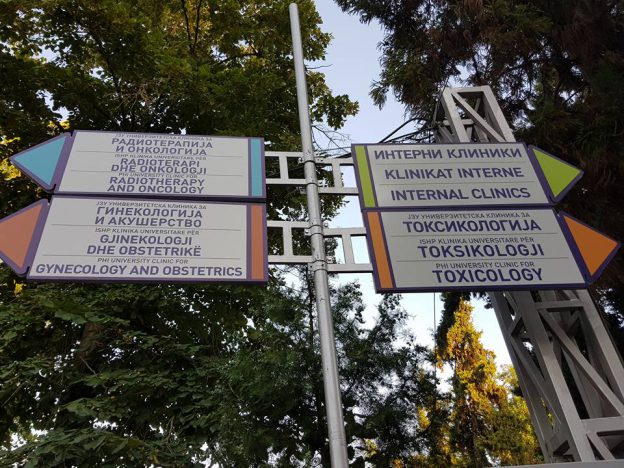 ЈЗУ УНИВЕРЗИТЕТСКА КЛИНИКА ЗА
РАДИОТЕРАПИЈА
И ОНКОЛОГИЈА
ISHP KLINIKA UNIVERSITARE PËR
RADIOTERAPI
DHE ONKOLOGJI
PHI UNIVERSITY CLINIC FOR
RADIOTHERAPY
AND ONCOLOGY
ЈЗУ УНИВЕРЗИТЕТСКА КЛИНИКА ЗА
ГИНЕКОЛОГИЈА
И АКУШЕРСТВО
ISHP KLINIKA UNIVERSITARE PËR
GJINEKOLOGJI
DHE OBSTETRIKË
PHI UNIVERSITY CLINIC FOR
GYNECOLOGY AND OBSTETRICS
ИНТЕРНИ КЛИНИКИ
KLINIKAT INTERNE
INTERNAL CLINICS
ЈЗУ УНИВЕРЗИТЕТСКА КЛИНИКА ЗА
ТОКСИКОЛОГИЈА
ISHP KLINIKA UNIVERSITARE PËR
TOKSIKOLOGJI
PHI UNIVERSITY CLINIC FOR
TOXICOLOGY